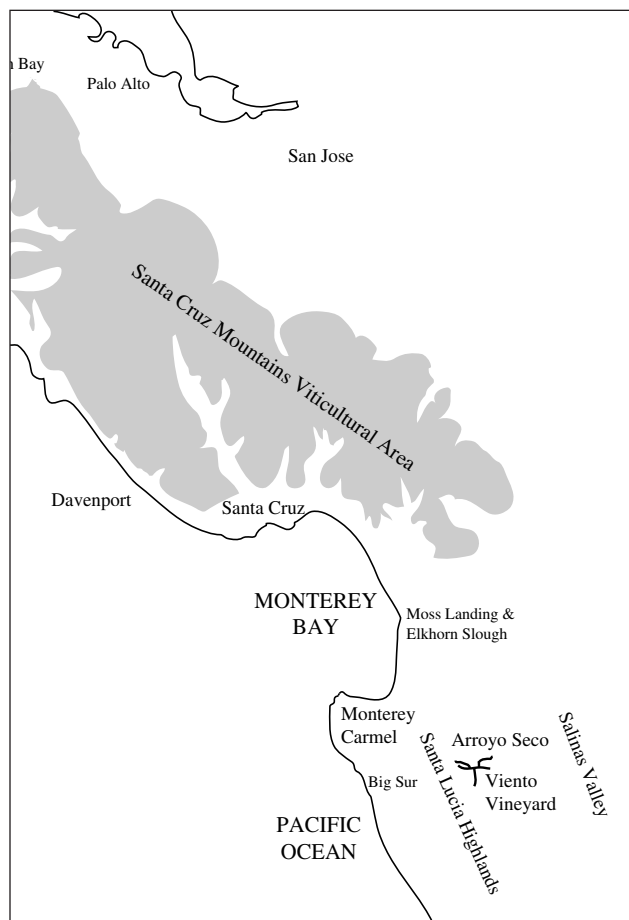 n Bay
Palo Alto
San Jose
Santa Cruz Mountains Viticultural Area
Davenport
Santa Cruz
MONTEREY
BAY
Moss Landing &
Elkhorn Slough
Monterey
Carmel
Arroyo Seco
Salinas Valley
Santa Lucia Highlands
Big Sur
Viento
Vineyard
PACIFIC
OCEAN